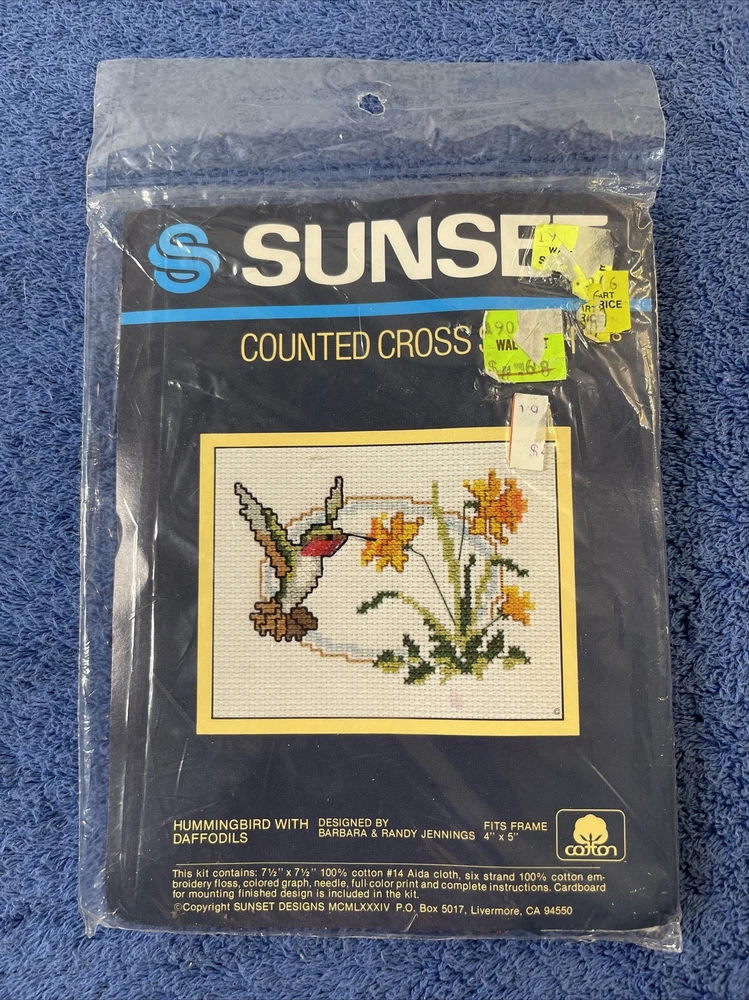 SUNSET
COUNTED CROSS
HUMMINGBIRD WITH
DAFFODILS
DESIGNED BY
BARBARA & RANDY JENNINGS
FITS FRAME
4" x 5"
cotton
This kit contains: 7½" x 7½" 100% cotton #14 Aida cloth, six strand 100% cotton em-
broidery floss, colored graph, needle, full color print and complete instructions. Cardboard
for mounting finished design is included in the kit.
©Copyright SUNSET DESIGNS MCMLXXXIV P.O. Box 5017, Livermore, CA 94550